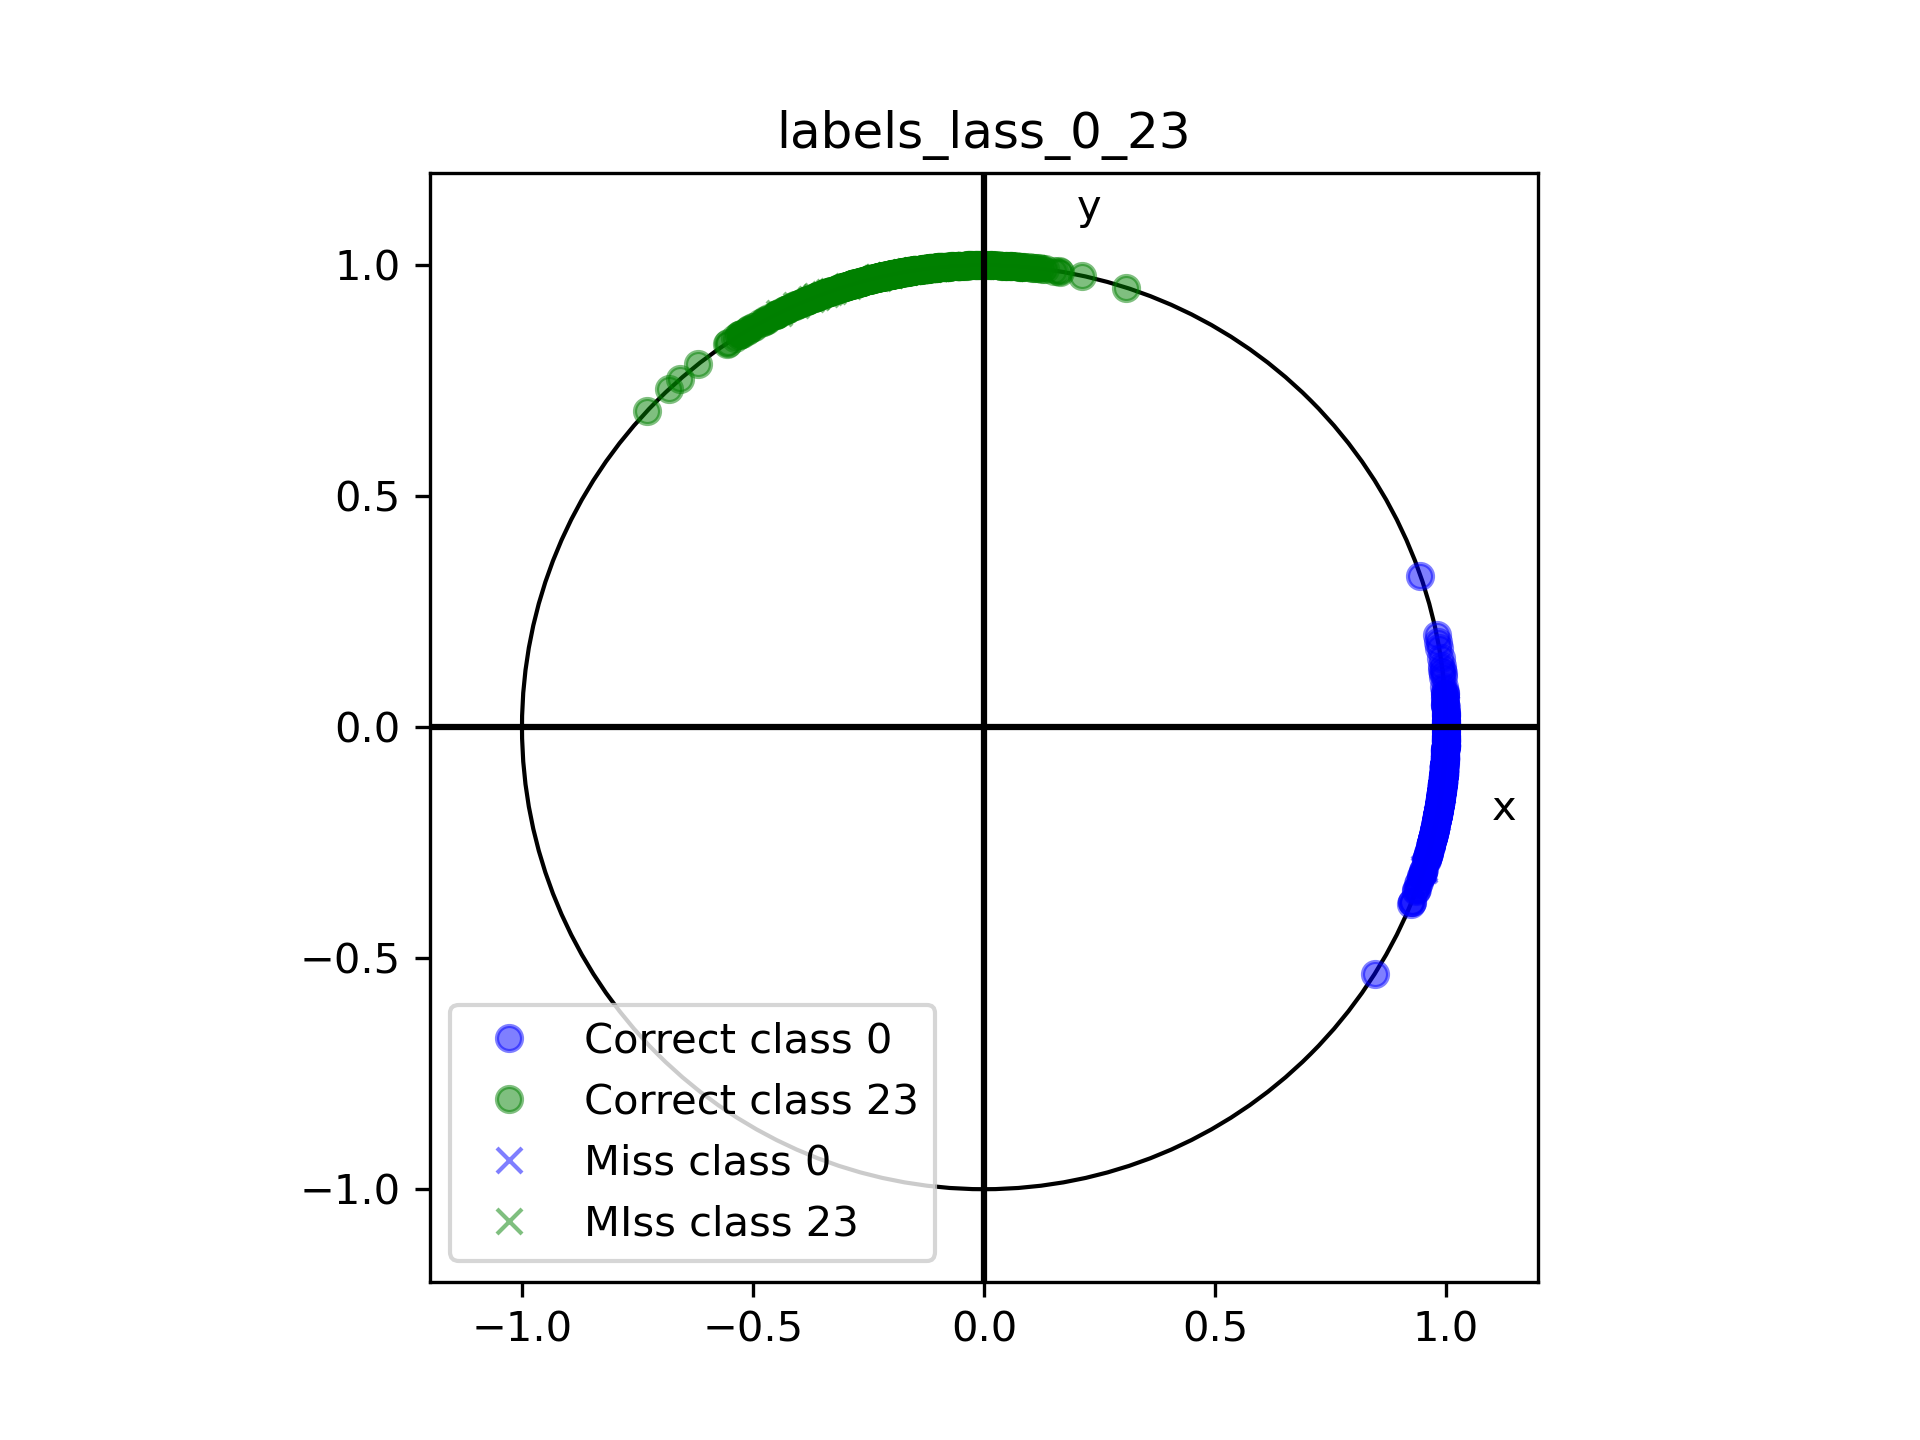 labels_lass_0_23
y
1.0
0.5
0.0
x
−0.5
−1.0
Correct class 0
Correct class 23
Miss class 0
MIss class 23
−1.0 −0.5 0.0 0.5 1.0